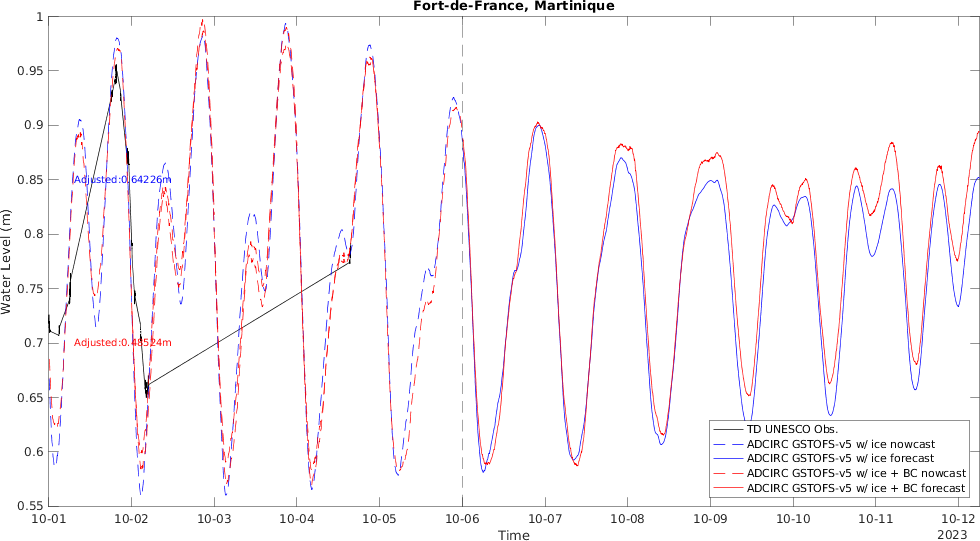 Fort-de-France, Martinique
1
0.95
0.9
0.85
0.8
0.75
0.7
0.65
0.6
0.55
Water Level (m)
Adjusted:0.64226m
Adjusted:0.48524m
TD UNESCO Obs.
ADCIRC GSTOFS-v5 w/ ice nowcast
ADCIRC GSTOFS-v5 w/ ice forecast
ADCIRC GSTOFS-v5 w/ ice + BC nowcast
ADCIRC GSTOFS-v5 w/ ice + BC forecast
10-01 10-02 10-03 10-04 10-05 10-06 10-07 10-08 10-09 10-10 10-11 10-12
Time
2023